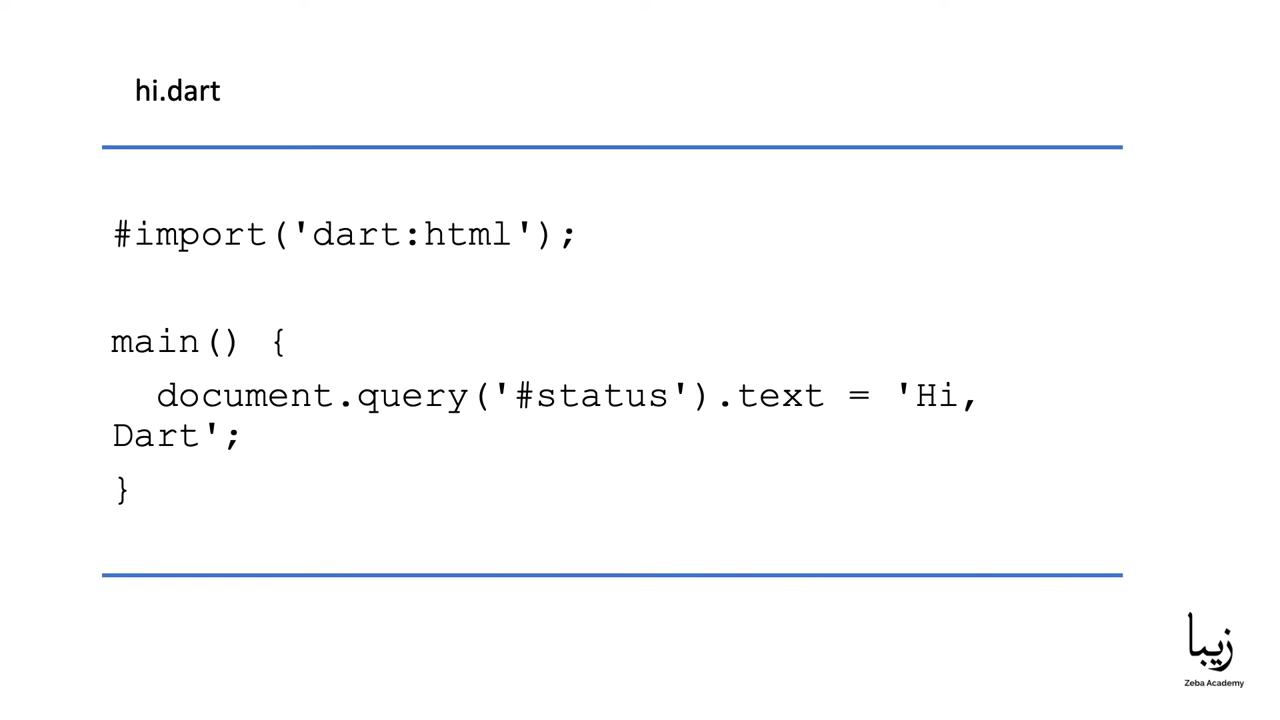 hi.dart
#import('dart:html');
main() {
  document.query('#status').text = 'Hi,
Dart';
}
زيبا
Zeba Academy